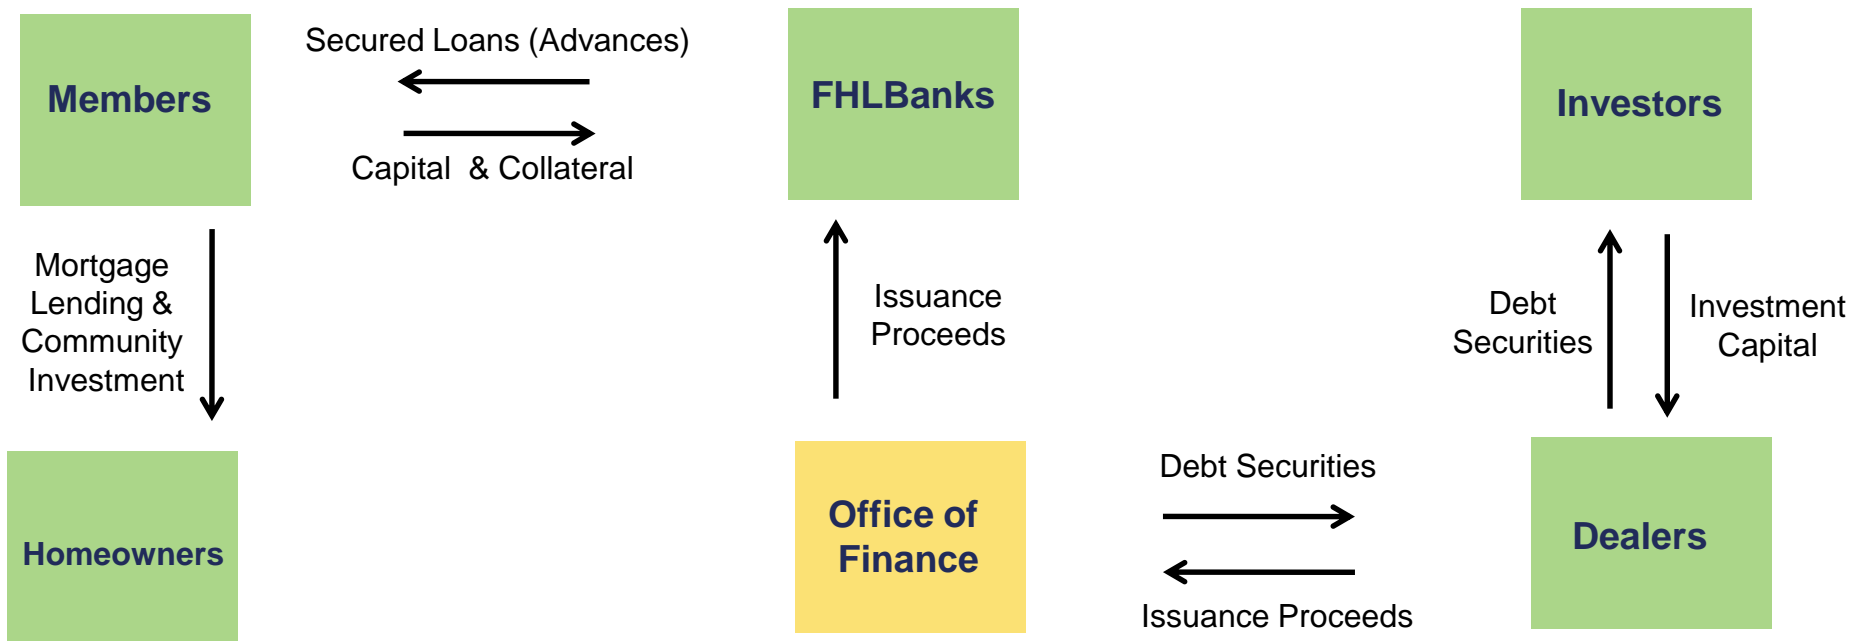 Members
Secured Loans (Advances)
Capital & Collateral
FHLBanks
Investors
Mortgage
Lending &
Community
Investment
Issuance
Proceeds
Debt
Securities
Investment
Capital
Homeowners
Office of
Finance
Debt Securities
Issuance Proceeds
Dealers